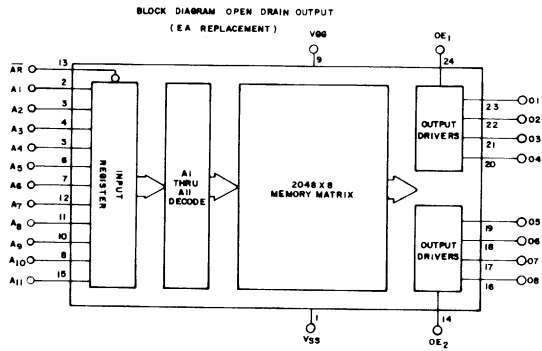 BLOCK DIAGRAM OPEN DRAIN OUTPUT
(EA REPLACEMENT)
VGG
9
OE1
24
AR 13
A1 2
A2 3
A3 4
A4 5
A5 6
A6 7
A7 12
A8 11
A9 10
A10 8
A11 15
INPUT REGISTER
A1
THRU
A11
DECODE
2048 X 8
MEMORY MATRIX
OUTPUT
DRIVERS
23 O1
22 O2
21 O3
20 O4
OUTPUT
DRIVERS
19 O5
18 O6
17 O7
16 O8
1
VSS
14
OE2